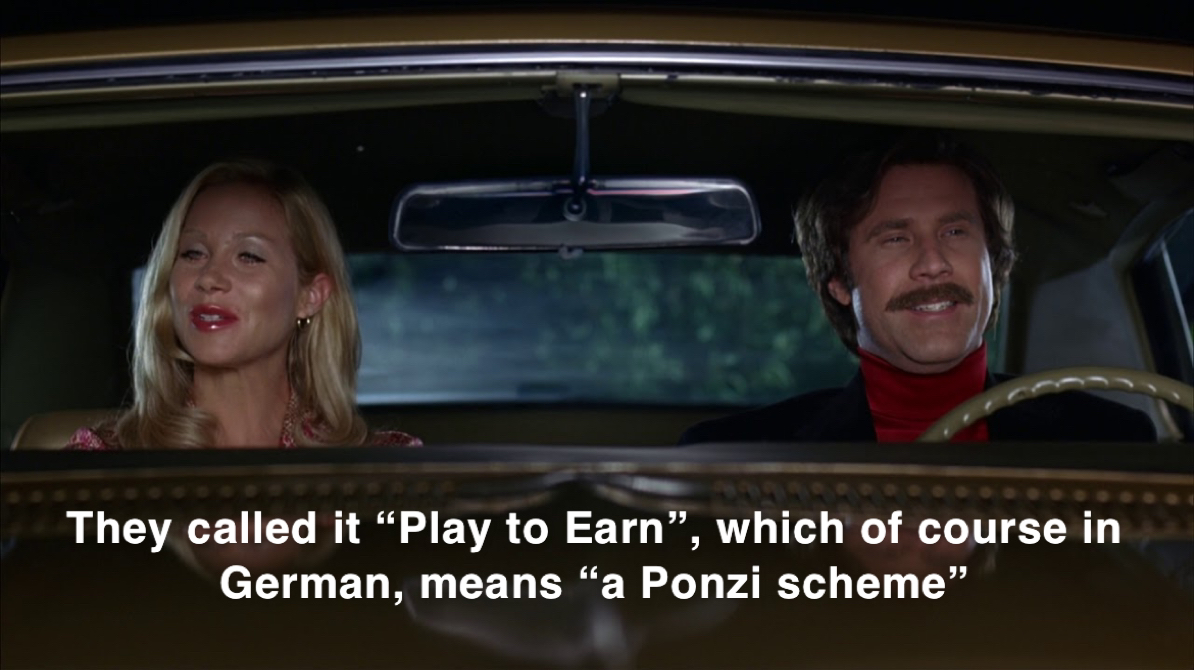 They called it “Play to Earn”, which of course in
German, means “a Ponzi scheme”